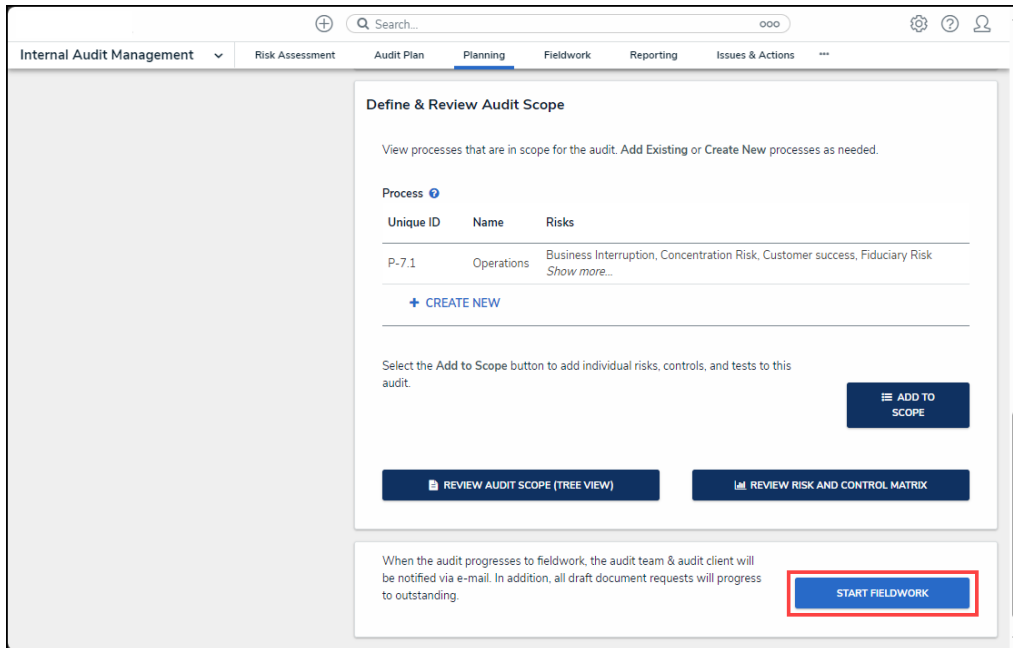 Search...
ooo
Internal Audit Management
Risk Assessment
Audit Plan
Planning
Fieldwork
Reporting
Issues & Actions
Define & Review Audit Scope
View processes that are in scope for the audit. Add Existing or Create New processes as needed.
Process
Unique ID Name Risks
P-7.1 Operations Business Interruption, Concentration Risk, Customer success, Fiduciary Risk
Show more...
+ CREATE NEW
Select the Add to Scope button to add individual risks, controls, and tests to this
audit.
ADD TO
SCOPE
REVIEW AUDIT SCOPE (TREE VIEW)
REVIEW RISK AND CONTROL MATRIX
When the audit progresses to fieldwork, the audit team & audit client will
be notified via e-mail. In addition, all draft document requests will progress
to outstanding.
START FIELDWORK